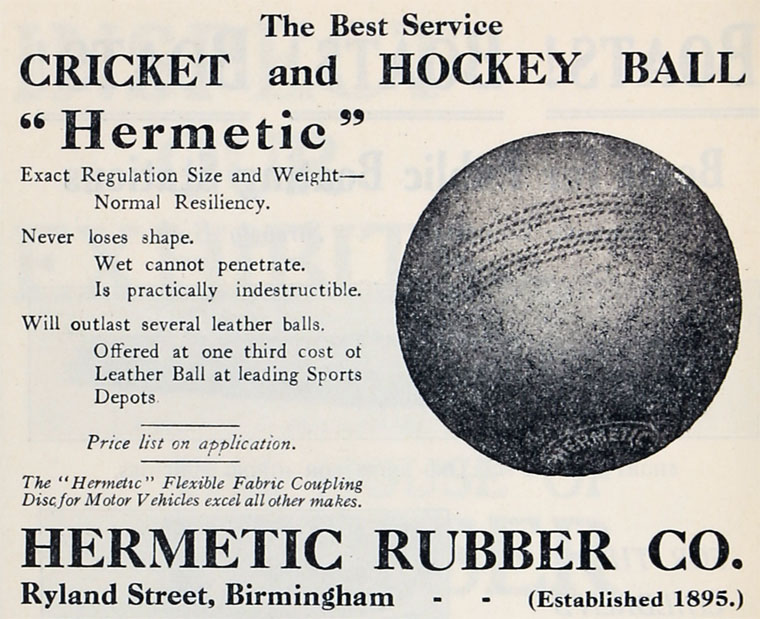 The Best Service
CRICKET and HOCKEY BALL
“Hermetic”
Exact Regulation Size and Weight—
Normal Resiliency.
Never loses shape.
Wet cannot penetrate.
Is practically indestructible.
Will outlast several leather balls.
Offered at one third cost of
Leather Ball at leading Sports
Depots.
Price list on application.
The “Hermetic” Flexible Fabric Coupling
Disc for Motor Vehicles excel all other makes.
HERMETIC
HERMETIC RUBBER CO.
Ryland Street, Birmingham - - (Established 1895.)